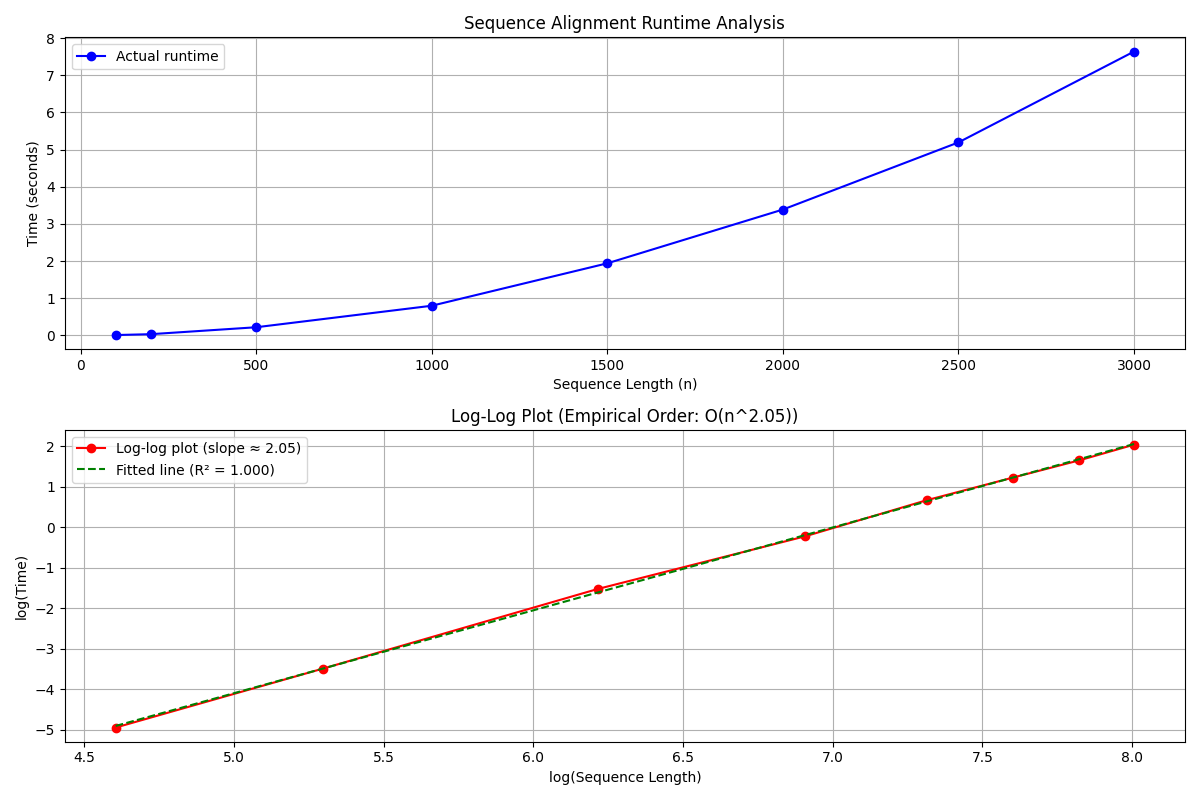 Sequence Alignment Runtime Analysis
8
7
6
5
4
3
2
1
0
Time (seconds)
Actual runtime
0 500 1000 1500 2000 2500 3000
Sequence Length (n)
Log-Log Plot (Empirical Order: O(n^2.05))
2
1
0
−1
−2
−3
−4
−5
log(Time)
Log-log plot (slope ≈ 2.05)
Fitted line (R² = 1.000)
4.5 5.0 5.5 6.0 6.5 7.0 7.5 8.0
log(Sequence Length)